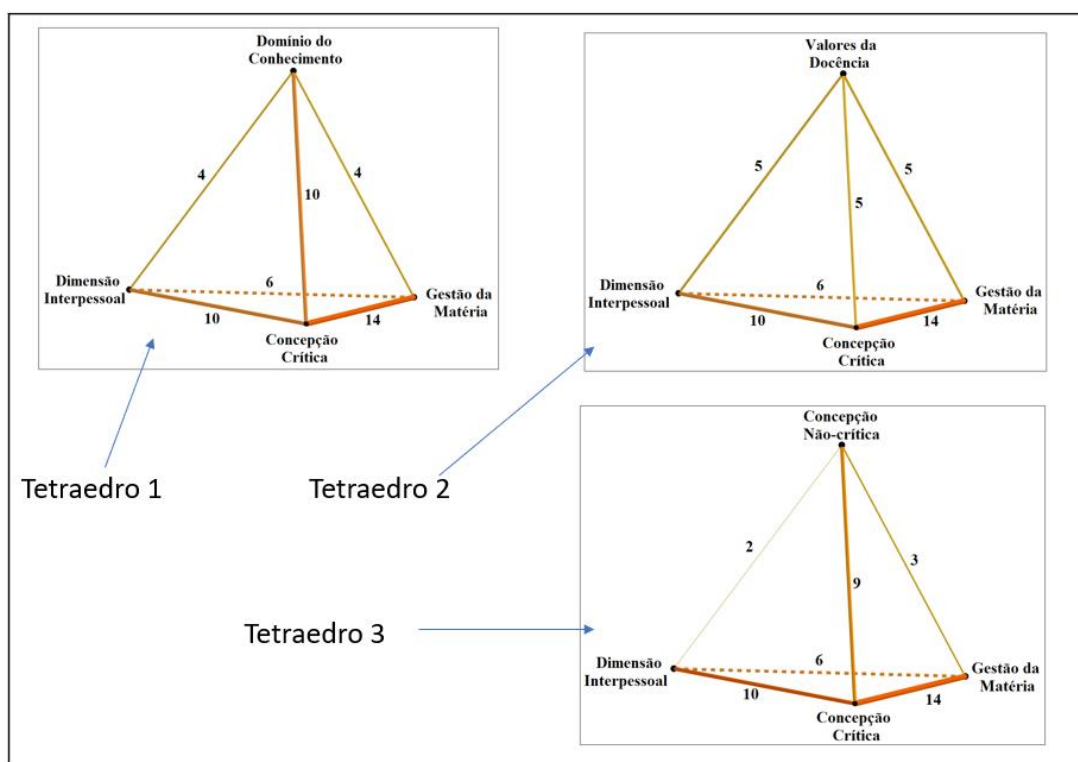 Domínio do
Conhecimento
4
10
4
Dimensão
Interpessoal
6
Gestão da
Matéria
10
14
Concepção
Crítica
Tetraedro 1
Valores da
Docência
5
5
5
Dimensão
Interpessoal
6
Gestão da
Matéria
10
14
Concepção
Crítica
Tetraedro 2
Concepção
Não-crítica
2
9
3
Dimensão
Interpessoal
6
Gestão da
Matéria
10
14
Concepção
Crítica
Tetraedro 3